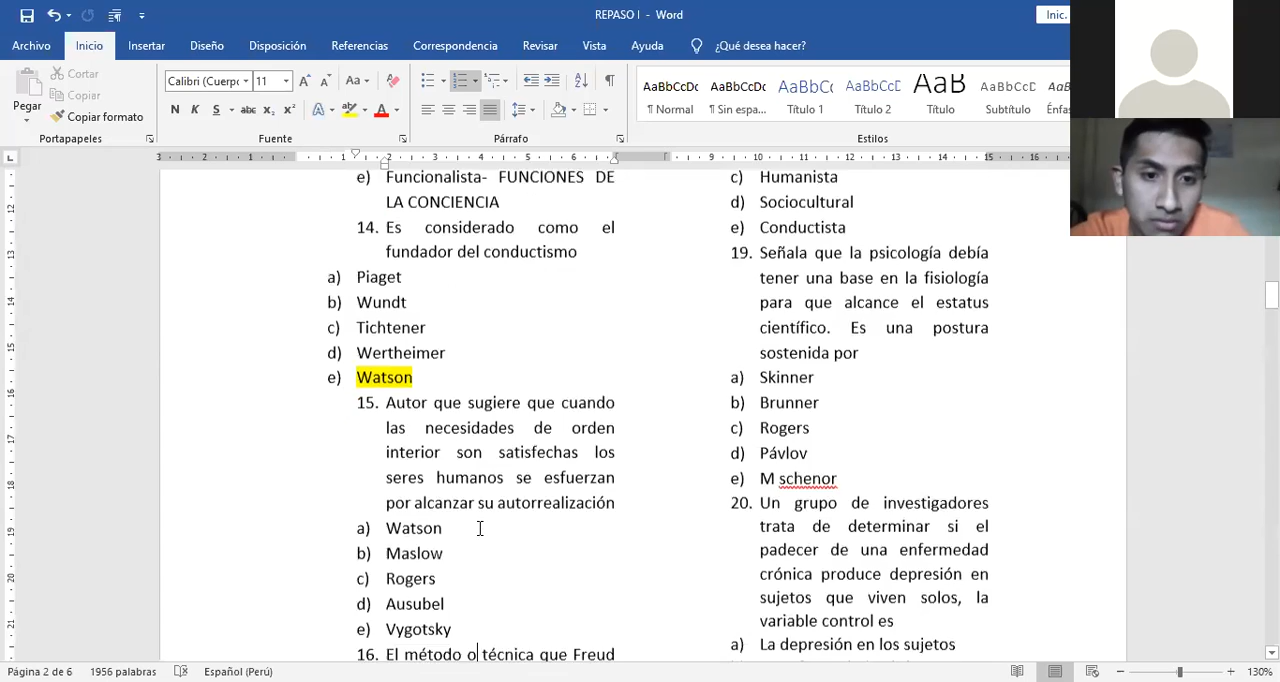 REPASO I - Word
Inic.
Archivo Inicio Insertar Diseño Disposición Referencias Correspondencia Revisar Vista Ayuda ¿Qué desea hacer?
Pegar
Cortar
Copiar
Copiar formato
Portapapeles
Calibri (Cuerpo 11
N K S abc x₂ x²
Fuente
Párrafo
AaBbCcDc AaBbCcDc AaBbCc AaBbCcD AaB AaBbCcD
¶ Normal ¶ Sin espa... Título 1 Título 2 Título Subtítulo Énfas
Estilos
e) Funcionalista- FUNCIONES DE
LA CONCIENCIA
14. Es considerado como el
fundador del conductismo
a) Piaget
b) Wundt
c) Tichtener
d) Wertheimer
e) Watson
15. Autor que sugiere que cuando
las necesidades de orden
interior son satisfechas los
seres humanos se esfuerzan
por alcanzar su autorrealización
a) Watson
b) Maslow
c) Rogers
d) Ausubel
e) Vygotsky
16. El método o técnica que Freud
c) Humanista
d) Sociocultural
e) Conductista
19. Señala que la psicología debía
tener una base en la fisiología
para que alcance el estatus
científico. Es una postura
sostenida por
a) Skinner
b) Brunner
c) Rogers
d) Pávlov
e) M schenor
20. Un grupo de investigadores
trata de determinar si el
padecer de una enfermedad
crónica produce depresión en
sujetos que viven solos, la
variable control es
a) La depresión en los sujetos
Página 2 de 6 1956 palabras Español (Perú) 130%